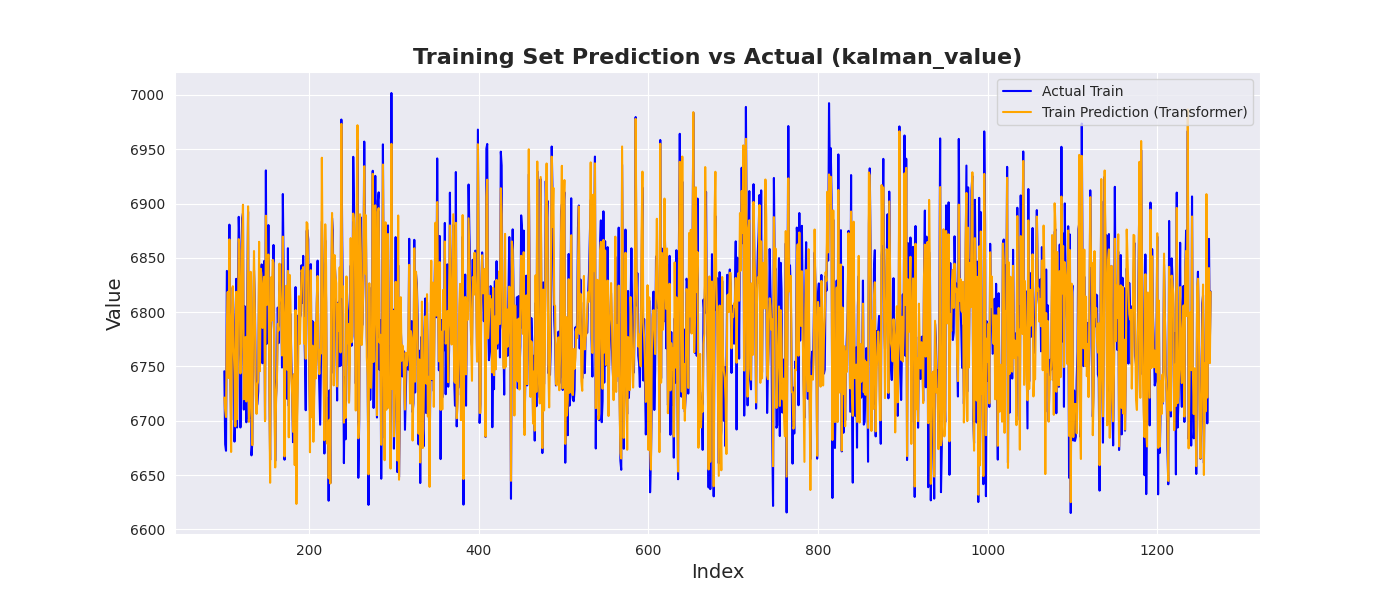 Training Set Prediction vs Actual (kalman_value)
Actual Train
Train Prediction (Transformer)
Value
7000
6950
6900
6850
6800
6750
6700
6650
6600
200 400 600 800 1000 1200
Index